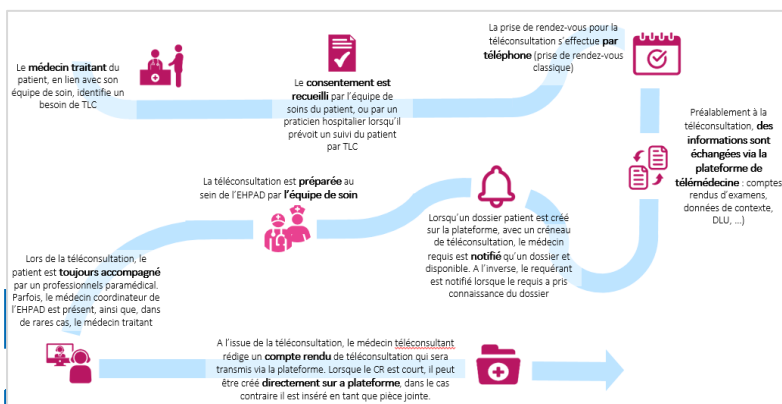 Le médecin traitant du
patient, en lien avec son
équipe de soin, identifie un
besoin de TLC
Le consentement est
recueilli par l'équipe de
soins du patient, ou par un
praticien hospitalier lorsqu'il
prévoit un suivi du patient
par TLC
La prise de rendez-vous pour la
téléconsultation s'effectue par
téléphone (prise de rendez-vous
classique)
Préalablement à la
téléconsultation, des
informations sont
échangées via la
plateforme de
télémédecine : comptes
rendus d'examens,
données de contexte,
DLU, ...)
Lorsqu'un dossier patient est créé
sur la plateforme, avec un créneau
de téléconsultation, le médecin
requis est notifié qu'un dossier et
disponible. A l'inverse, le requérant
est notifié lorsque le requis a pris
connaissance du dossier
La téléconsultation est préparée au
sein de l'EHPAD par l'équipe de soin
Lors de la téléconsultation, le
patient est toujours accompagné
par un professionnels paramédical.
Parfois, le médecin coordinateur de
l'EHPAD est présent, ainsi que, dans
de rares cas, le médecin traitant
A l'issue de la téléconsultation, le médecin téléconsultant
rédige un compte rendu de téléconsultation qui sera
transmis via la plateforme. Lorsque le CR est court, il peut
être créé directement sur a plateforme, dans le cas
contraire il est inséré en tant que pièce jointe.